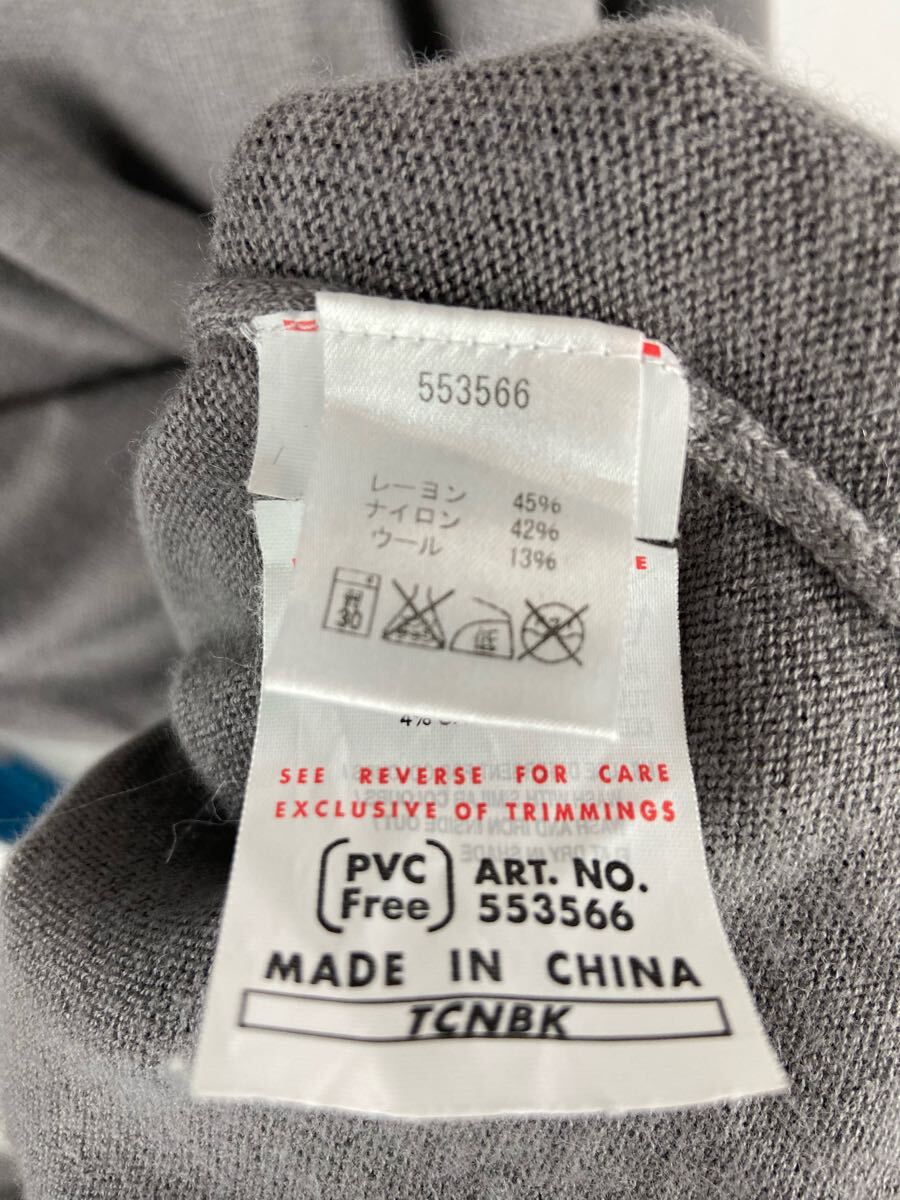 553566
レーヨン 45%
ナイロン 42%
ウール 13%
30
E
4%
SEE REVERSE FOR CARE
EXCLUSIVE OF TRIMMINGS
PVC
Free
ART. NO.
553566
MADE IN CHINA
TCNBK